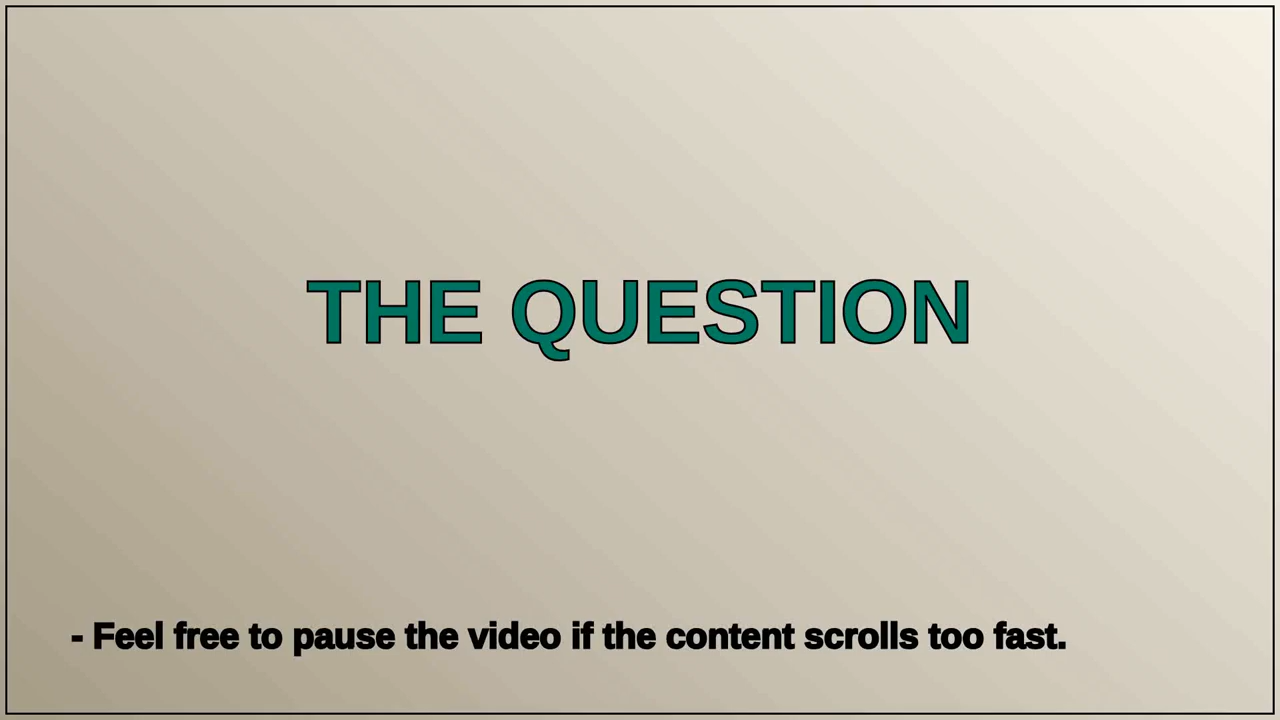 THE QUESTION
- Feel free to pause the video if the content scrolls too fast.